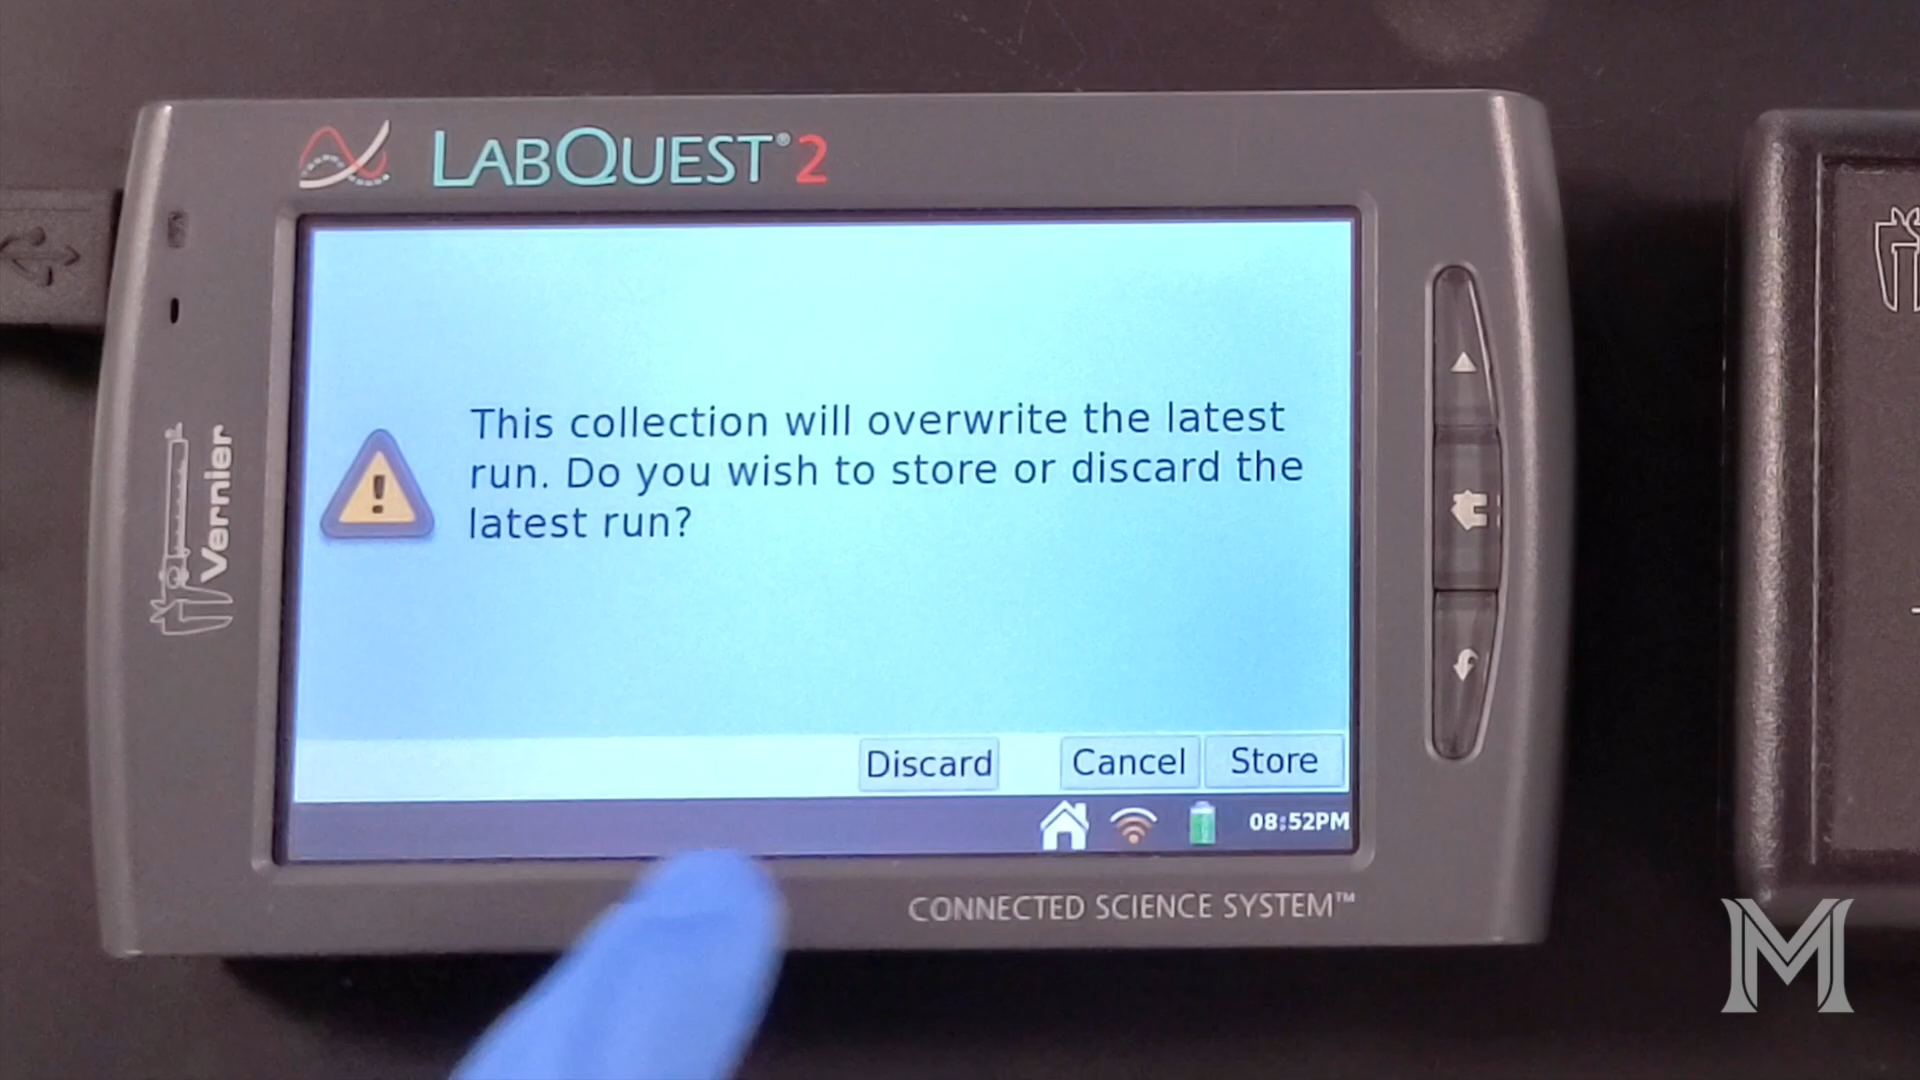 LABQUEST® 2
This collection will overwrite the latest
run. Do you wish to store or discard the
latest run?
Discard Cancel Store
08:52PM
Vernier
CONNECTED SCIENCE SYSTEM™
M